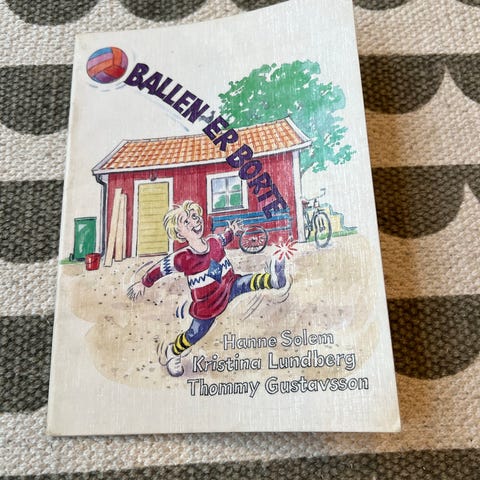 BALLEN ER BORTE
Hanne Solem
Kristina Lundberg
Thommy Gustavsson